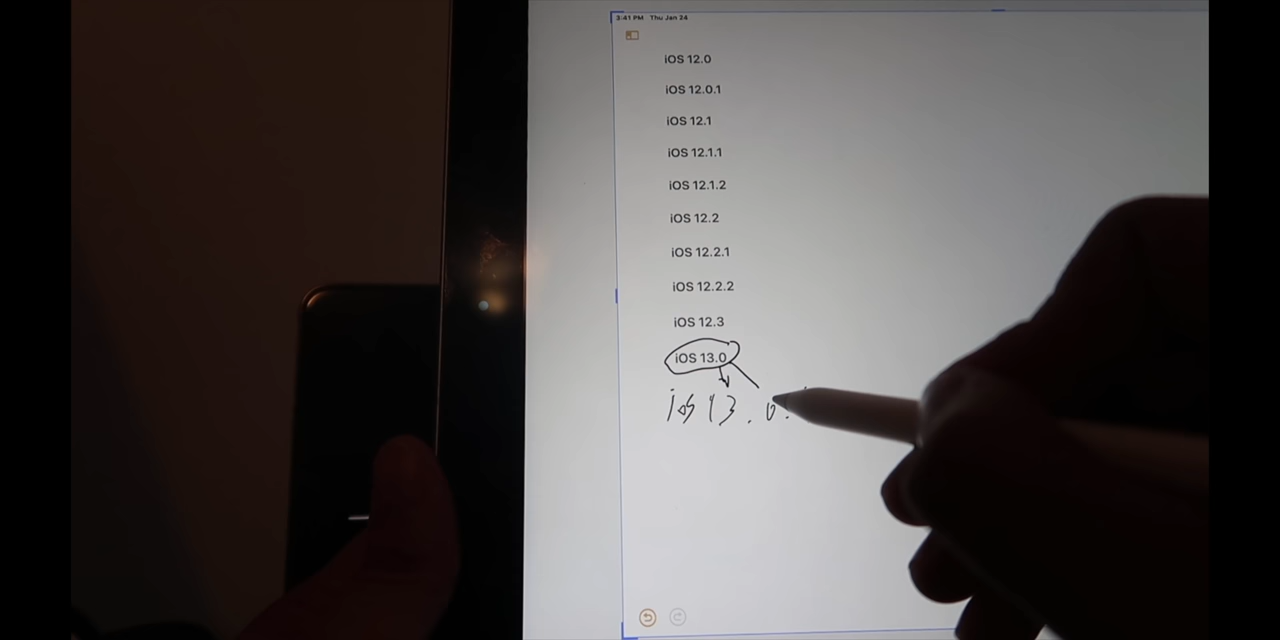 3:41 PM Thu Jan 24
iOS 12.0
iOS 12.0.1
iOS 12.1
iOS 12.1.1
iOS 12.1.2
iOS 12.2
iOS 12.2.1
iOS 12.2.2
iOS 12.3
iOS 13.0
ios 13.0.